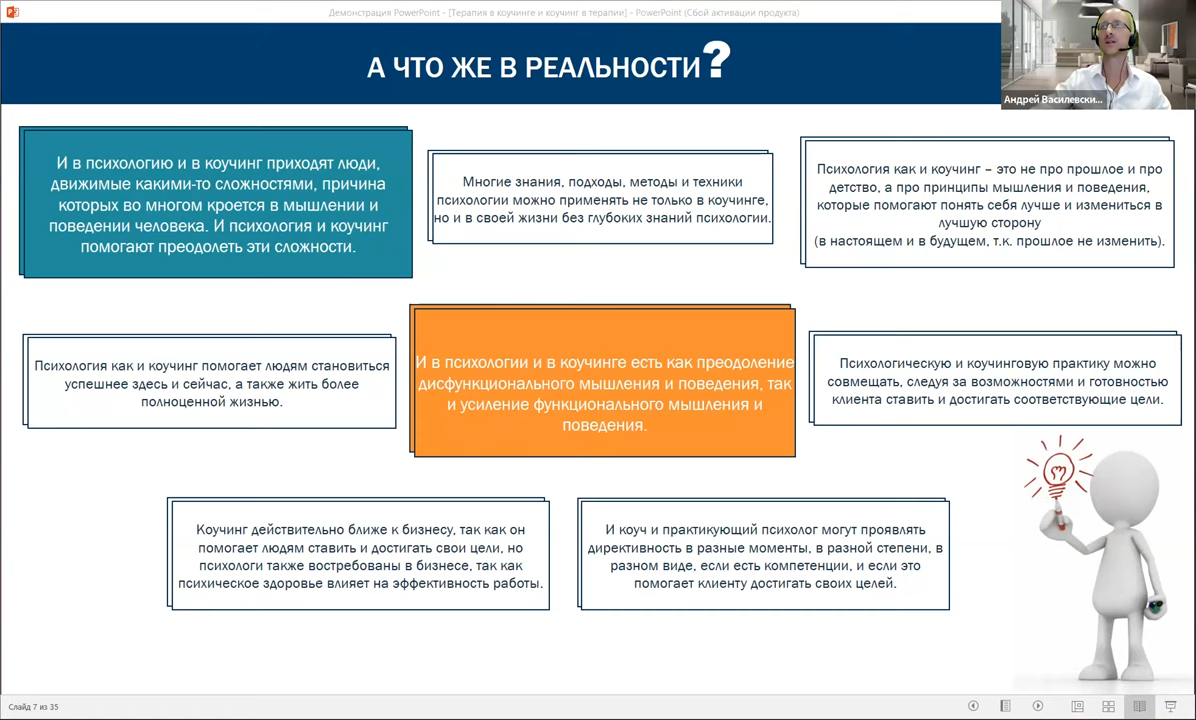 Демонстрация PowerPoint - [Терапия в коучинге и коучинг в терапии] - PowerPoint (Сбой активации продукта)
А ЧТО ЖЕ В РЕАЛЬНОСТИ?
Андрей Василевски...
И в психологию и в коучинг приходят люди,
движимые какими-то сложностями, причина
которых во многом кроется в мышлении и
поведении человека. И психология и коучинг
помогают преодолеть эти сложности.
Многие знания, подходы, методы и техники
психологии можно применять не только в коучинге,
но и в своей жизни без глубоких знаний психологии.
Психология как и коучинг – это не про прошлое и про
детство, а про принципы мышления и поведения,
которые помогают понять себя лучше и измениться в
лучшую сторону
(в настоящем и в будущем, т.к. прошлое не изменить).
Психология как и коучинг помогает людям становиться
успешнее здесь и сейчас, а также жить более
полноценной жизнью.
И в психологии и в коучинге есть как преодоление
дисфункционального мышления и поведения, так
и усиление функционального мышления и
поведения.
Психологическую и коучинговую практику можно
совмещать, следуя за возможностями и готовностью
клиента ставить и достигать соответствующие цели.
Коучинг действительно ближе к бизнесу, так как он
помогает людям ставить и достигать свои цели, но
психологи также востребованы в бизнесе, так как
психическое здоровье влияет на эффективность работы.
И коуч и практикующий психолог могут проявлять
директивность в разные моменты, в разной степени, в
разном виде, если есть компетенции, и если это
помогает клиенту достигать своих целей.
Слайд 7 из 35